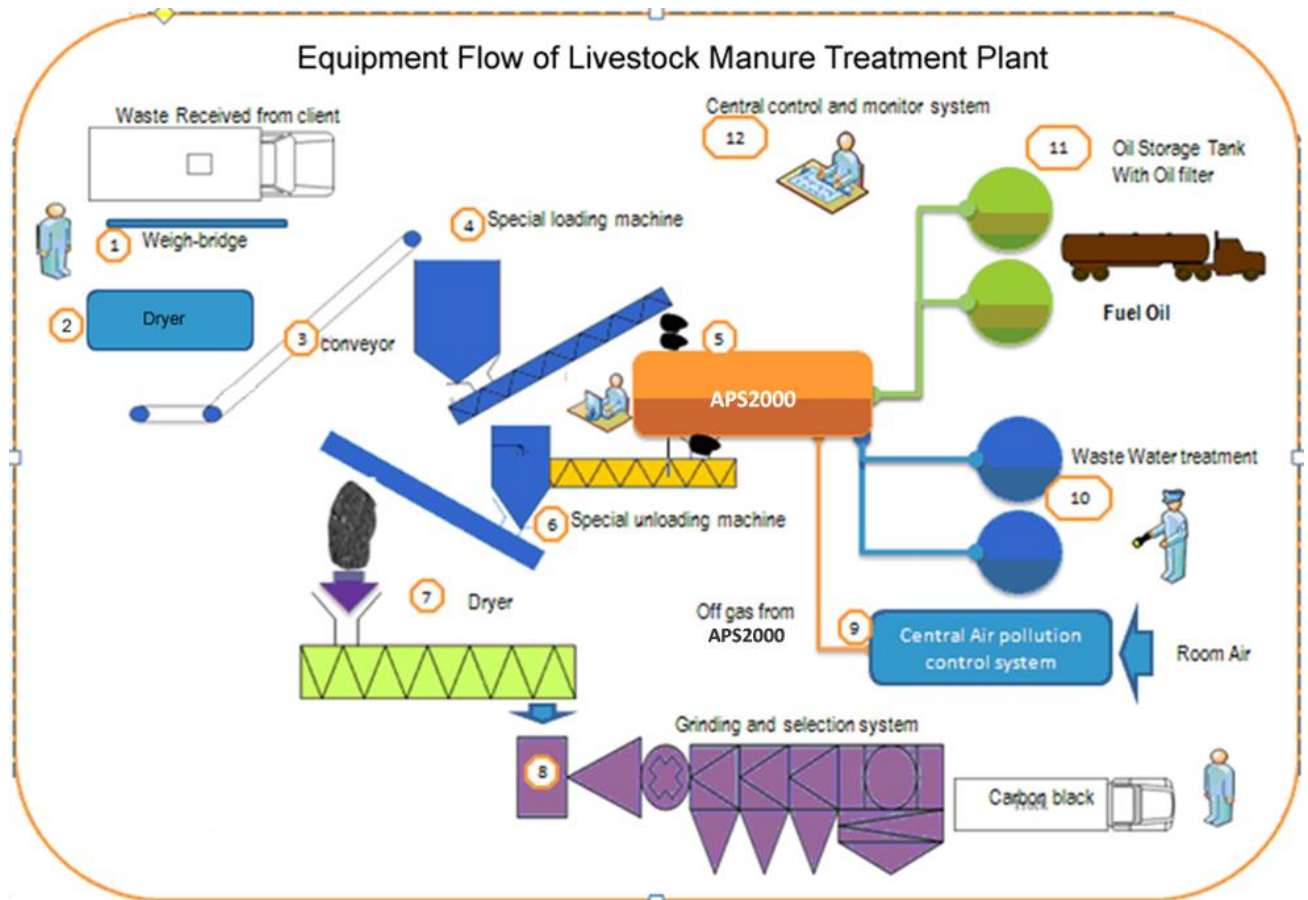 Equipment Flow of Livestock Manure Treatment Plant
Waste Received from client
1
Weigh-bridge
2
Dryer
3
conveyor
4
Special loading machine
5
APS2000
6
Special unloading machine
7
Dryer
8
Grinding and selection system
Carbon black
9
Off gas from
APS2000
Central Air pollution
control system
Room Air
10
Waste Water treatment
11
Oil Storage Tank
With Oil filter
Fuel Oil
12
Central control and monitor system